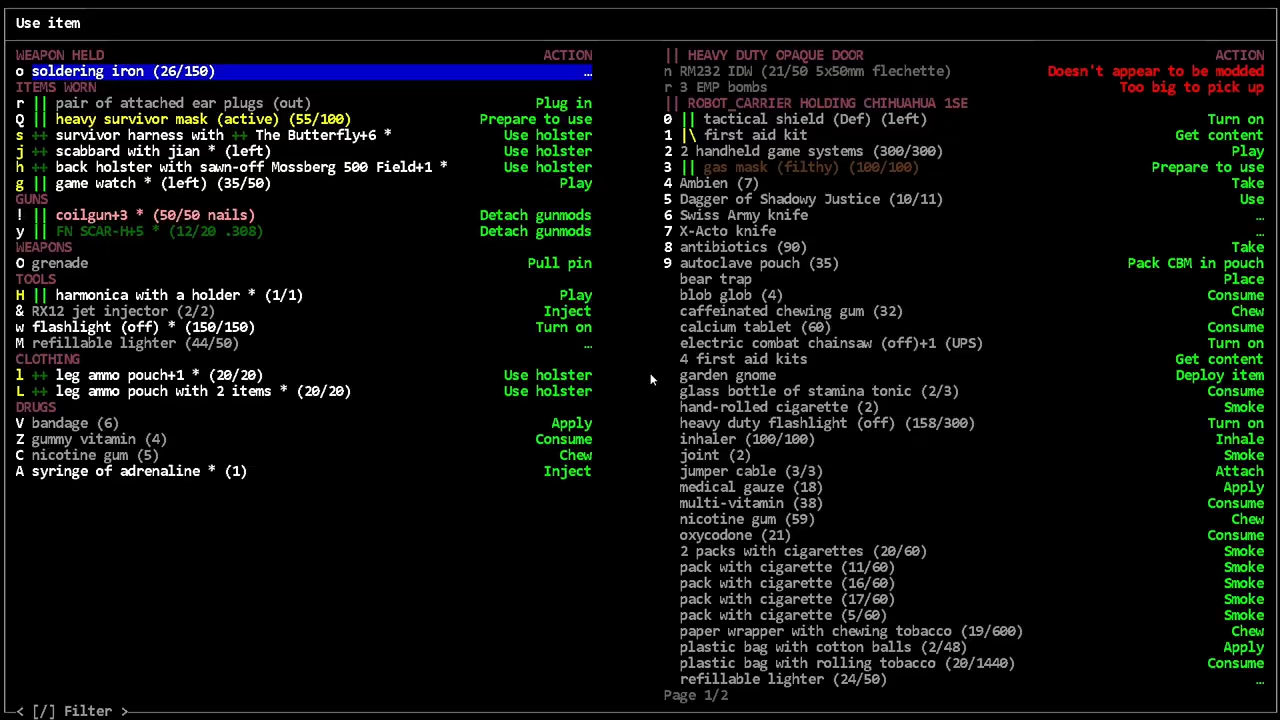 Use item
WEAPON HELD ACTION
o soldering iron (26/150) …
ITEMS WORN
r || pair of attached ear plugs (out) Plug in
Q || heavy survivor mask (active) (55/100) Prepare to use
s ++ survivor harness with ++ The Butterfly+6 * Use holster
j ++ scabbard with jian * (left) Use holster
h ++ back holster with sawn-off Mossberg 500 Field+1 * Use holster
g || game watch * (left) (35/50) Play
GUNS
! || coilgun+3 * (50/50 nails) Detach gunmods
y || FN SCAR-H+5 * (12/20 .308) Detach gunmods
WEAPONS
O grenade Pull pin
TOOLS
H || harmonica with a holder * (1/1) Play
& RX12 jet injector (2/2) Inject
w flashlight (off) * (150/150) Turn on
M refillable lighter (44/50) …
CLOTHING
l ++ leg ammo pouch+1 * (20/20) Use holster
L ++ leg ammo pouch with 2 items * (20/20) Use holster
DRUGS
V bandage (6) Apply
Z gummy vitamin (4) Consume
C nicotine gum (5) Chew
A syringe of adrenaline * (1) Inject
|| HEAVY DUTY OPAQUE DOOR ACTION
n RM232 IDW (21/50 5x50mm flechette) Doesn't appear to be modded
r 3 EMP bombs Too big to pick up
|| ROBOT_CARRIER HOLDING CHIHUAHUA 1SE
0 || tactical shield (Def) (left) Turn on
1 |\ first aid kit Get content
2 2 handheld game systems (300/300) Play
3 || gas mask (filthy) (100/100) Prepare to use
4 Ambien (7) Take
5 Dagger of Shadowy Justice (10/11) Use
6 Swiss Army knife …
7 X-Acto knife …
8 antibiotics (90) Take
9 autoclave pouch (35) Pack CBM in pouch
bear trap Place
blob glob (4) Consume
caffeinated chewing gum (32) Chew
calcium tablet (60) Consume
electric combat chainsaw (off)+1 (UPS) Turn on
4 first aid kits Get content
garden gnome Deploy item
glass bottle of stamina tonic (2/3) Consume
hand-rolled cigarette (2) Smoke
heavy duty flashlight (off) (158/300) Turn on
inhaler (100/100) Inhale
joint (2) Smoke
jumper cable (3/3) Attach
medical gauze (18) Apply
multi-vitamin (38) Consume
nicotine gum (59) Chew
oxycodone (21) Consume
2 packs with cigarettes (20/60) Smoke
pack with cigarette (11/60) Smoke
pack with cigarette (16/60) Smoke
pack with cigarette (17/60) Smoke
pack with cigarette (5/60) Smoke
paper wrapper with chewing tobacco (19/600) Chew
plastic bag with cotton balls (2/48) Apply
plastic bag with rolling tobacco (20/1440) Consume
refillable lighter (24/50) …
Page 1/2
< [/] Filter >